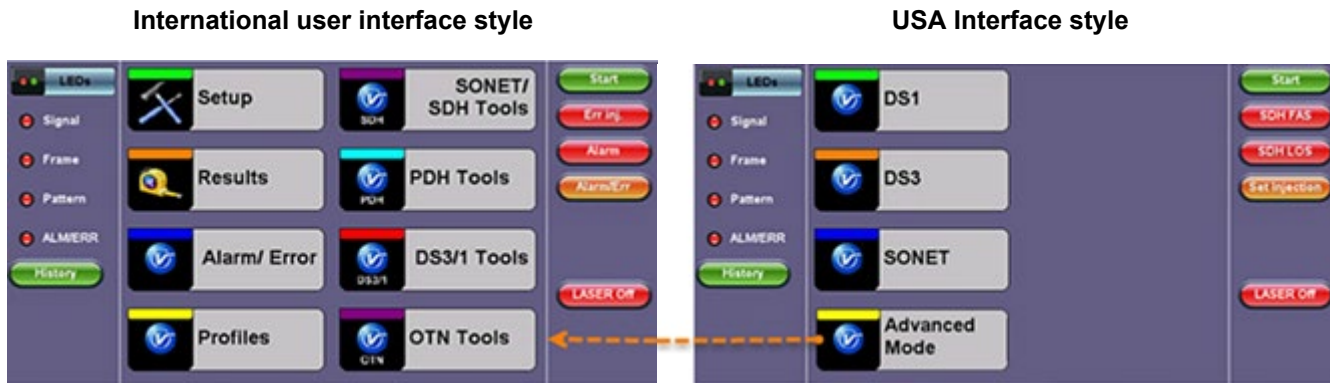 International user interface style
USA Interface style
LEDs
Signal
Frame
Pattern
ALM/ERR
History
Setup
SONET/
SDH Tools
SDH
Results
PDH Tools
PDH
Alarm/ Error
DS3/1 Tools
DS3/1
Profiles
OTN Tools
OTN
Start
Err inj.
Alarm
Alarm/Err
LASER Off
LEDs
Signal
Frame
Pattern
ALM/ERR
History
DS1
DS3
SONET
Advanced
Mode
Start
SDH FAS
SDH LOS
Set Injection
LASER Off